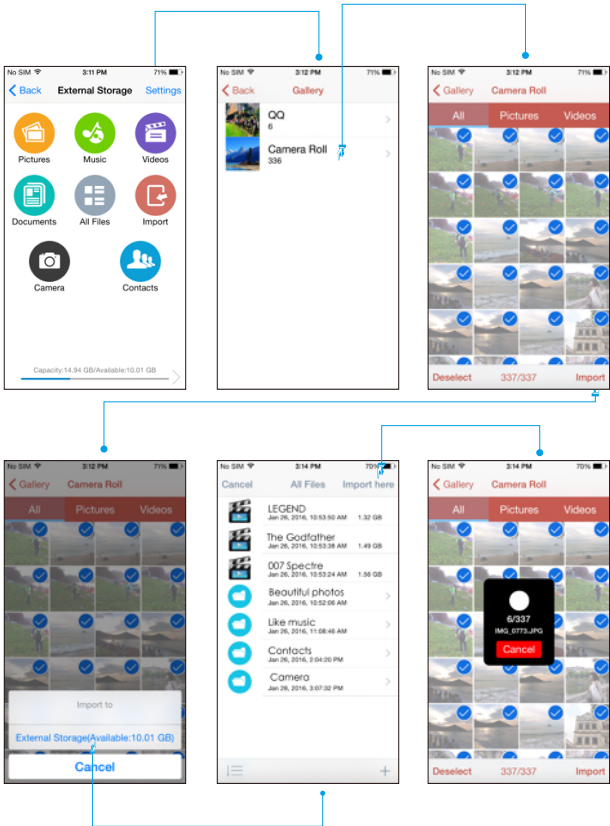 No SIM 3:11 PM 71%
Back External Storage Settings
Pictures Music Videos
Documents All Files Import
Camera Contacts
Capacity:14.94 GB/Available:10.01 GB
No SIM 3:12 PM 71%
Back Gallery
QQ
6
Camera Roll
336
No SIM 3:12 PM 71%
Gallery Camera Roll
All Pictures Videos
Deselect 337/337 Import
No SIM 3:12 PM 71%
Gallery Camera Roll
All Pictures Videos
Import to
External Storage(Available:10.01 GB)
Cancel
No SIM 3:14 PM 70%
Cancel All Files Import here
LEGEND
Jan 26, 2016, 10:53:50 AM 1.32 GB
The Godfather
Jan 26, 2016, 10:53:38 AM 1.49 GB
007 Spectre
Jan 26, 2016, 10:53:24 AM 1.56 GB
Beautiful photos
Jan 26, 2016, 10:52:06 AM
Like music
Jan 26, 2016, 11:08:46 AM
Contacts
Jan 26, 2016, 2:04:20 PM
Camera
Jan 26, 2016, 3:07:32 PM
No SIM 3:14 PM 70%
Gallery Camera Roll
All Pictures Videos
6/337
IMG_0773.JPG
Cancel
Deselect 337/337 Import